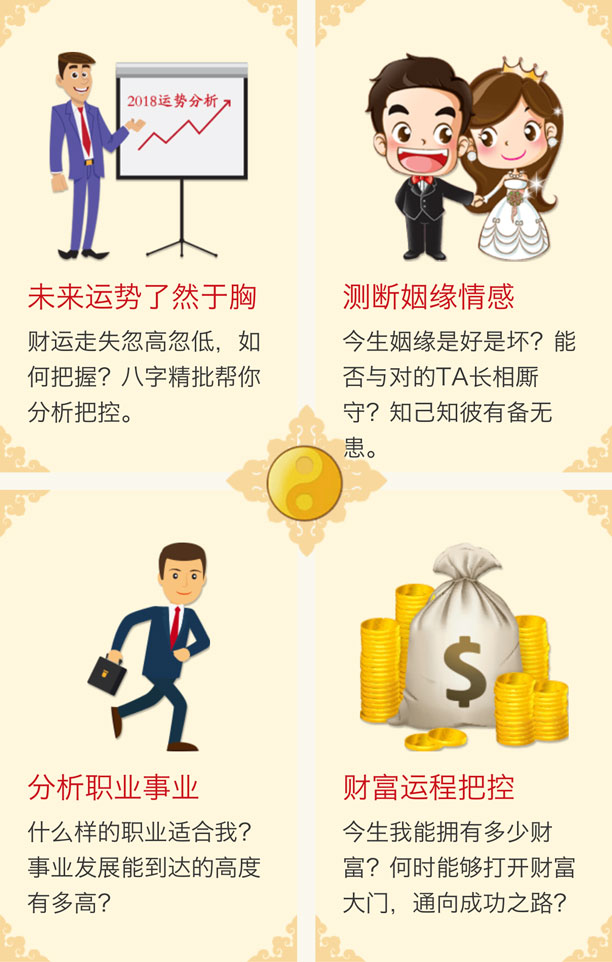 2018运势分析
未来运势了然于胸
财运走失忽高忽低，如
何把握？八字精批帮你
分析把控。
测断姻缘情感
今生姻缘是好是坏？能
否与对的TA长相厮
守？知己知彼有备无
患。
分析职业事业
什么样的职业适合我？
事业发展能到达的高度
有多高？
$
财富运程把控
今生我能拥有多少财
富？何时能够打开财富
大门，通向成功之路？